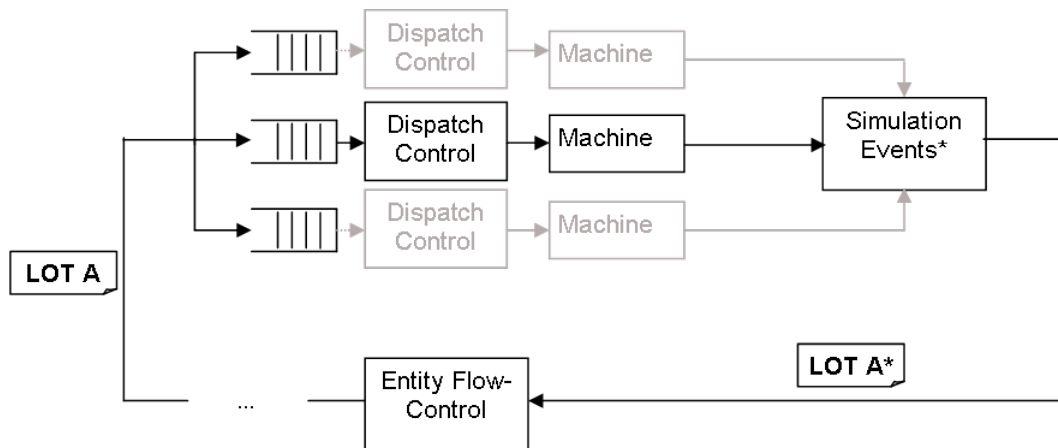 Dispatch
Control
Machine
Dispatch
Control
Machine
Simulation
Events*
Dispatch
Control
Machine
LOT A
LOT A*
Entity Flow-
Control
...